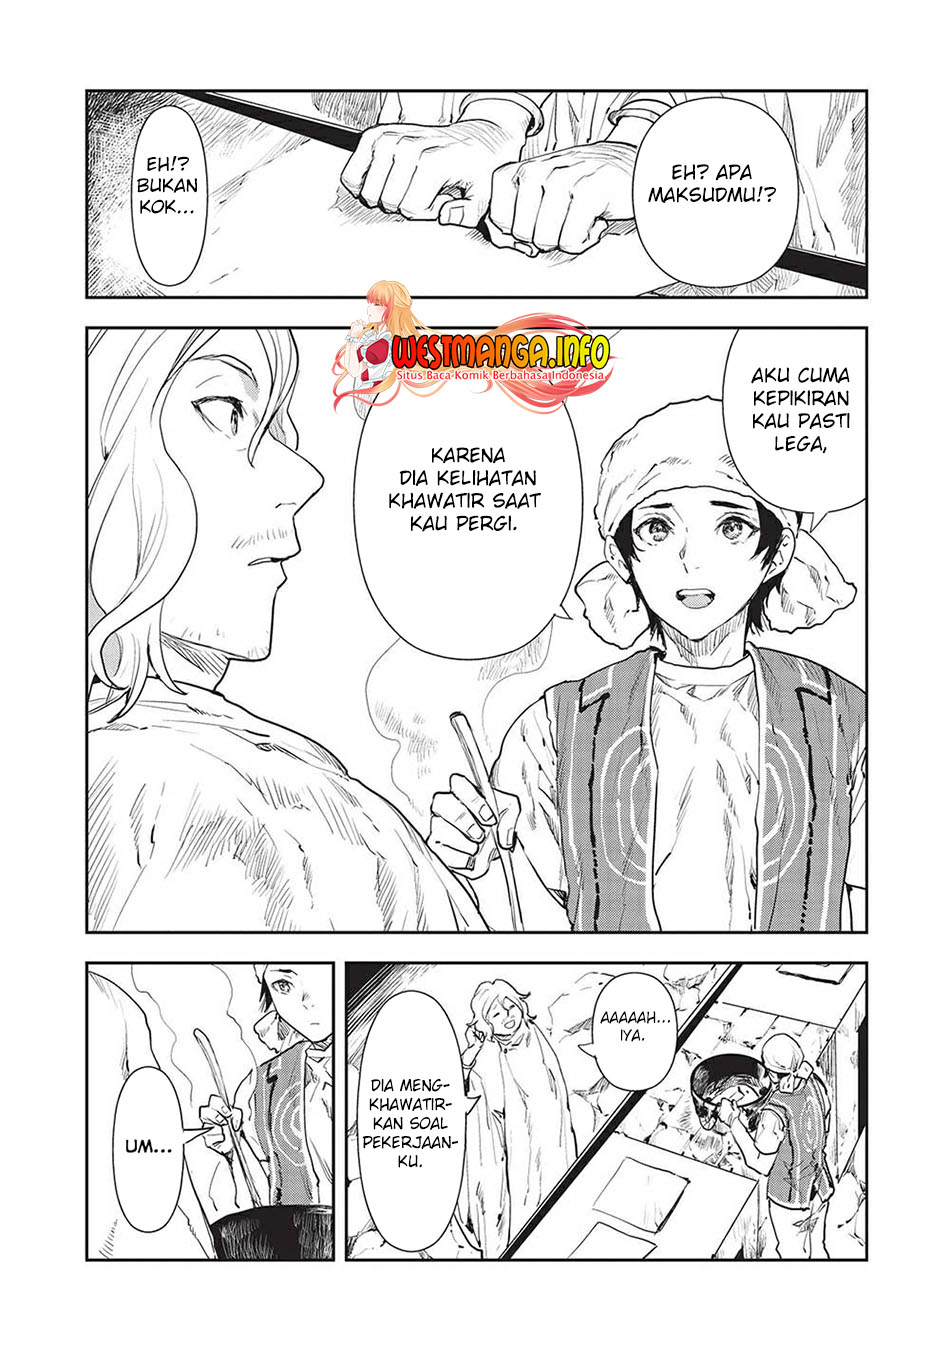 EH? APA
MAKSUDMU!?
EH!?
BUKAN
KOK...
WESTMANGA.INFO
Situs Baca Komik Berbahasa Indonesia
AKU CUMA
KEPIKIRAN
KAU PASTI
LEGA,
KARENA
DIA KELIHATAN
KHAWATIR SAAT
KAU PERGI.
AAAAAH...
IYA.
DIA MENG-
KHAWATIR-
KAN SOAL
PEKERJAAN-
KU.
UM...